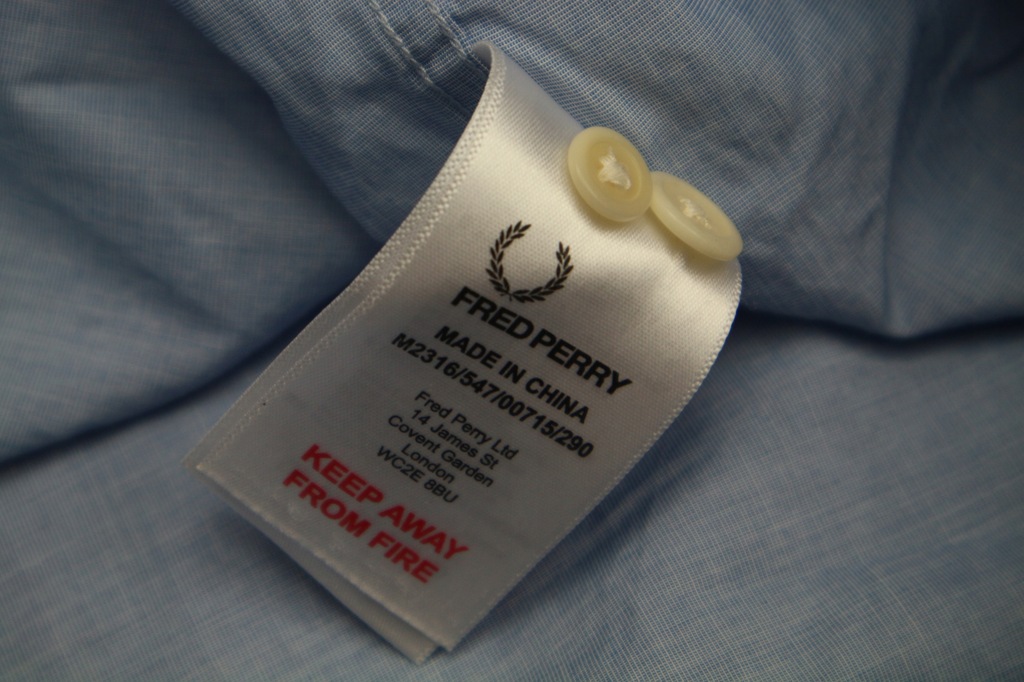 FRED PERRY
MADE IN CHINA
M2316/547/00715/290
Fred Perry Ltd
14 James St
Covent Garden
London
WC2E 8BU
KEEP AWAY
FROM FIRE